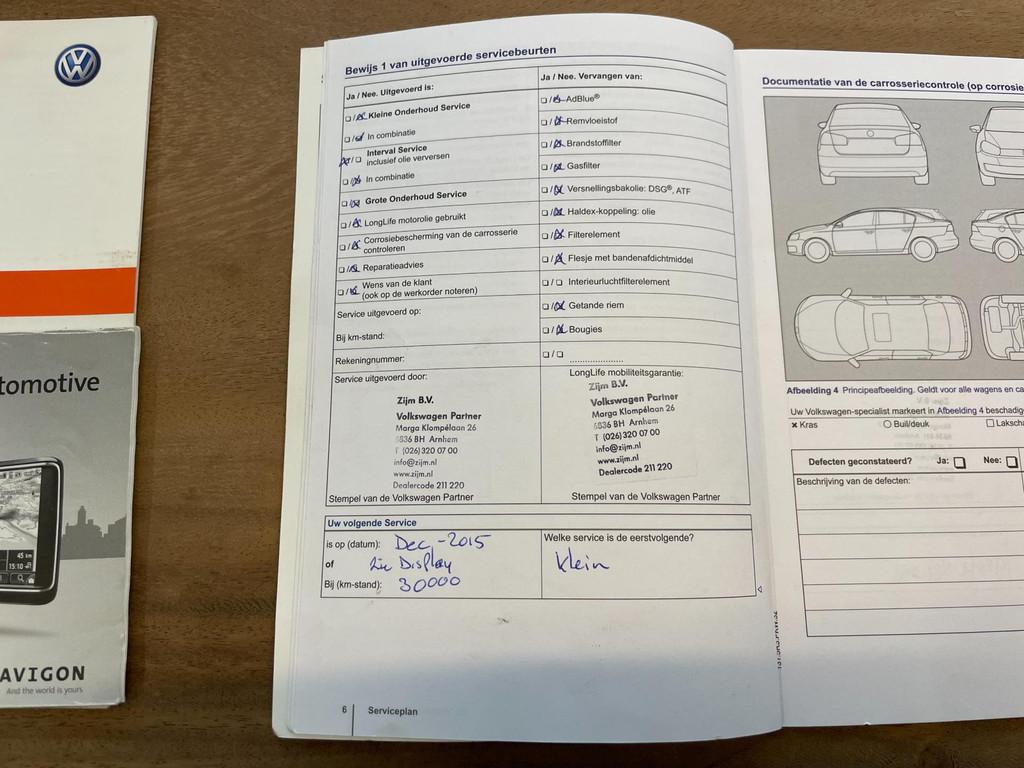 tomotive
45 km
15:10
AVIGON
And the world is yours
Bewijs 1 van uitgevoerde servicebeurten
Ja / Nee. Uitgevoerd is:
Kleine Onderhoud Service
In combinatie
Interval Service
inclusief olie verversen
In combinatie
Grote Onderhoud Service
LongLife motorolie gebruikt
Corrosiebescherming van de carrosserie
controleren
Reparatieadvies
Wens van de klant
(ook op de werkorder noteren)
Service uitgevoerd op:
Bij km-stand:
Rekeningnummer:
Service uitgevoerd door:
Zijm B.V.
Volkswagen Partner
Marga Klompélaan 26
6836 BH Arnhem
T (026) 320 07 00
info@zijm.nl
www.zijm.nl
Dealercode 211 220
Stempel van de Volkswagen Partner
Ja / Nee. Vervangen van:
AdBlue®
Remvloeistof
Brandstoffilter
Gasfilter
Versnellingsbakolie: DSG®, ATF
Haldex-koppeling: olie
Filterelement
Flesje met bandenafdichtmiddel
Interieurluchtfilterelement
Getande riem
Bougies
LongLife mobiliteitsgarantie:
Zijm B.V.
Volkswagen Partner
Marga Klompélaan 26
6836 BH Arnhem
T (026) 320 07 00
info@zijm.nl
www.zijm.nl
Dealercode 211 220
Stempel van de Volkswagen Partner
Uw volgende Service
is op (datum): Dec - 2015
of Zie Display
Bij (km-stand): 30000
Welke service is de eerstvolgende?
klein
6 Serviceplan
Documentatie van de carrosseriecontrole (op corrosie
Afbeelding 4 Principeafbeelding. Geldt voor alle wagens en ca
Uw Volkswagen-specialist markeert in Afbeelding 4 beschadig
Kras Buil/deuk Laksch
Defecten geconstateerd? Ja: Nee:
Beschrijving van de defecten: